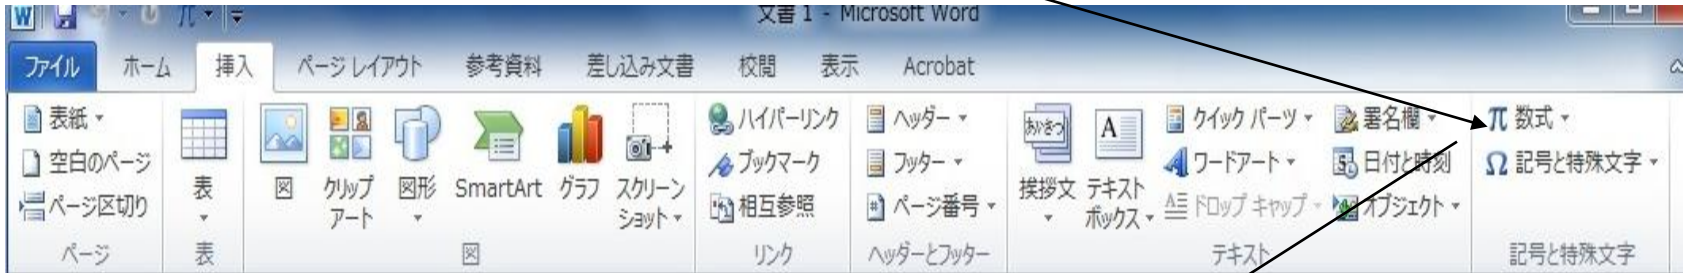 W π
文書 1 - Microsoft Word
ファイル ホーム 挿入 ページ レイアウト 参考資料 差し込み文書 校閲 表示 Acrobat
表紙
空白のページ
ページ区切り
ページ
表
表
図
クリップ
アート
図形
SmartArt
グラフ
スクリーン
ショット
図
ハイパーリンク
ブックマーク
相互参照
リンク
ヘッダー
フッター
ページ番号
ヘッダーとフッター
あいさつ
挨拶文
A
テキスト
ボックス
クイック パーツ
ワードアート
ドロップ キャップ
署名欄
日付と時刻
オブジェクト
テキスト
π 数式
Ω 記号と特殊文字
記号と特殊文字